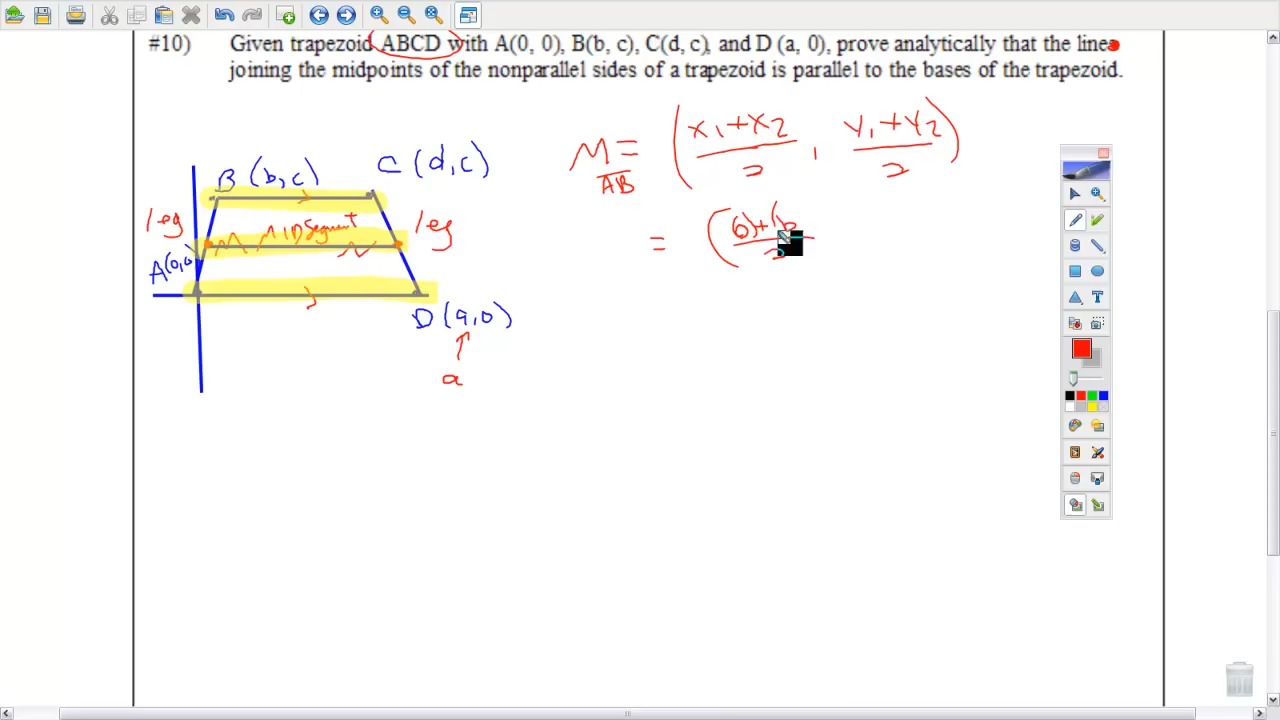 #10) Given trapezoid ABCD with A(0, 0), B(b, c), C(d, c), and D (a, 0), prove analytically that the lines
joining the midpoints of the nonparallel sides of a trapezoid is parallel to the bases of the trapezoid.
M = (x1+x2 / 2 , y1+y2 / 2)
AB
B (b,c) C (d,c)
leg MIDSegment leg
= ((0)+(b / 2
A(0,0
D (a,0)
a